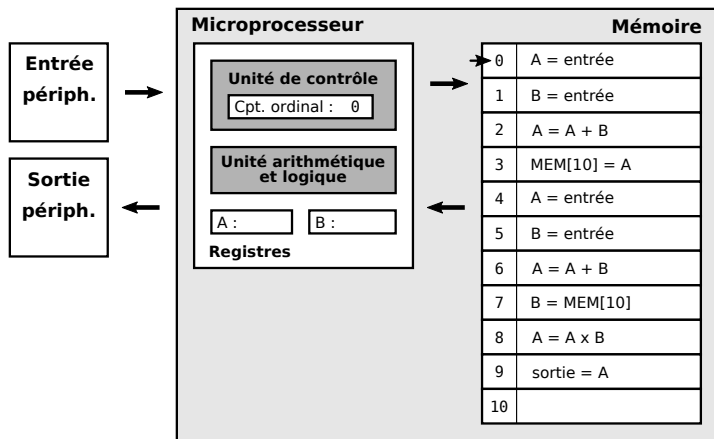 Microprocesseur
Mémoire
Entrée
périph.
Sortie
périph.
Unité de contrôle
Cpt. ordinal : 0
Unité arithmétique
et logique
A :
B :
Registres
0 A = entrée
1 B = entrée
2 A = A + B
3 MEM[10] = A
4 A = entrée
5 B = entrée
6 A = A + B
7 B = MEM[10]
8 A = A x B
9 sortie = A
10